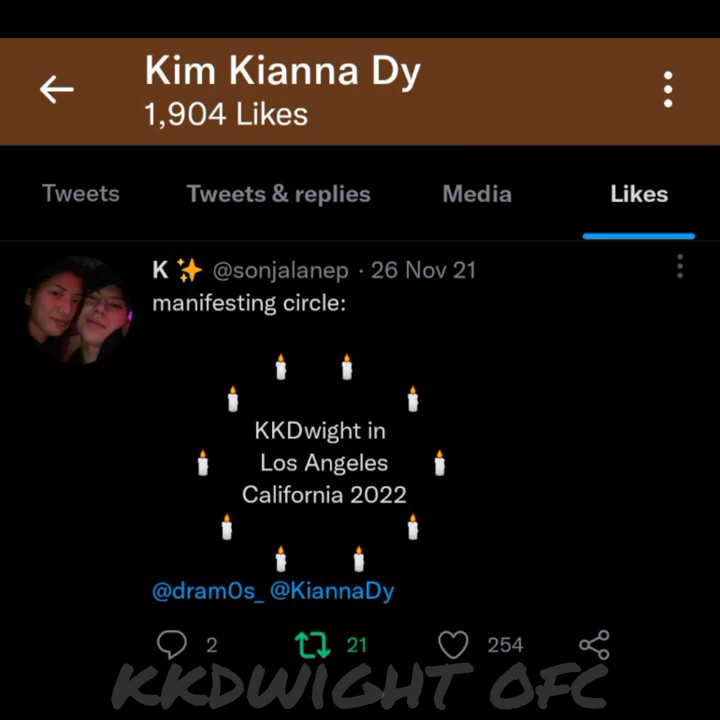 Kim Kianna Dy
1,904 Likes
Tweets Tweets & replies Media Likes
K ✨ @sonjalanep · 26 Nov 21
manifesting circle:
🕯 🕯
🕯 🕯
KKDwight in
🕯 Los Angeles 🕯
California 2022
🕯 🕯
🕯 🕯
@dram0s_ @KiannaDy
2 21 254
KKDWIGHT OFC